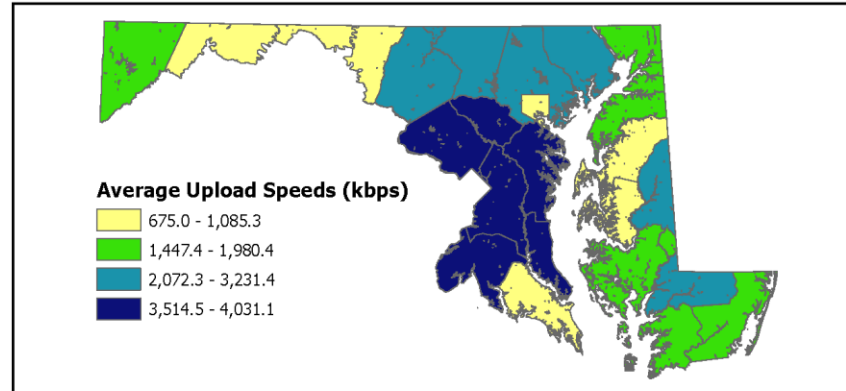 Average Upload Speeds (kbps)
675.0 - 1,085.3
1,447.4 - 1,980.4
2,072.3 - 3,231.4
3,514.5 - 4,031.1